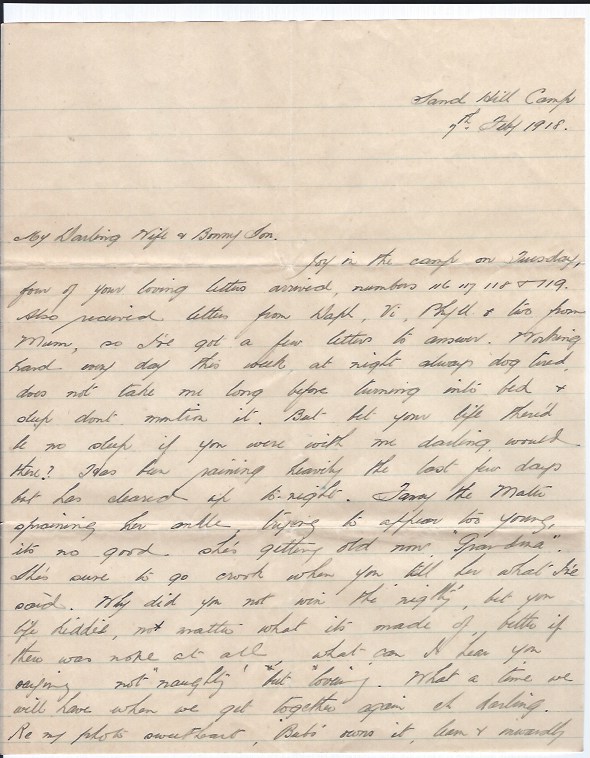 Sand Hill Camp
7th Feby 1918.
My Darling Wife & Bonny Son.
Joy in the camp on Tuesday,
four of your loving letters arrived, numbers 116 117 118 & 119.
Also received letters from Daph, Vi, Phyll & two from
Mum, so I've got a few letters to answer. Working
hard every day this week, at night always dog tired,
does not take me long before turning into bed &
sleep dont mention it. But bet your life there'd
be no sleep if you were with me darling would
there? Has been raining heavily the last few days
but has cleared up to-night. Fancy the Mater
spraining her ankle, trying to appear too young,
its no good. she's getting old now, "Grandma".
She's sure to go crook when you tell her what I've
said. Why did you not win the nighty, bet you
life kiddie, not matter what its made of, better if
there was none at all what can I hear you
saying not "naughty" but "loving". What a time we
will have when we get together again eh darling.
Re my photo sweetheart, Bub's owns it, &